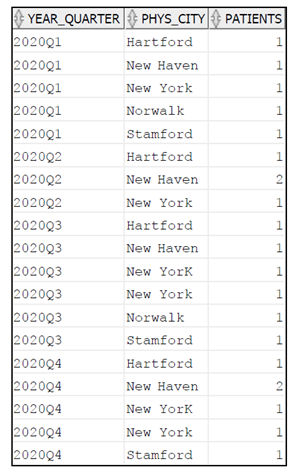 YEAR_QUARTER PHYS_CITY PATIENTS
2020Q1 Hartford 1
2020Q1 New Haven 1
2020Q1 New York 1
2020Q1 Norwalk 1
2020Q1 Stamford 1
2020Q2 Hartford 1
2020Q2 New Haven 2
2020Q2 New York 1
2020Q3 Hartford 1
2020Q3 New Haven 1
2020Q3 New YorK 1
2020Q3 New York 1
2020Q3 Norwalk 1
2020Q3 Stamford 1
2020Q4 Hartford 1
2020Q4 New Haven 2
2020Q4 New YorK 1
2020Q4 New York 1
2020Q4 Stamford 1